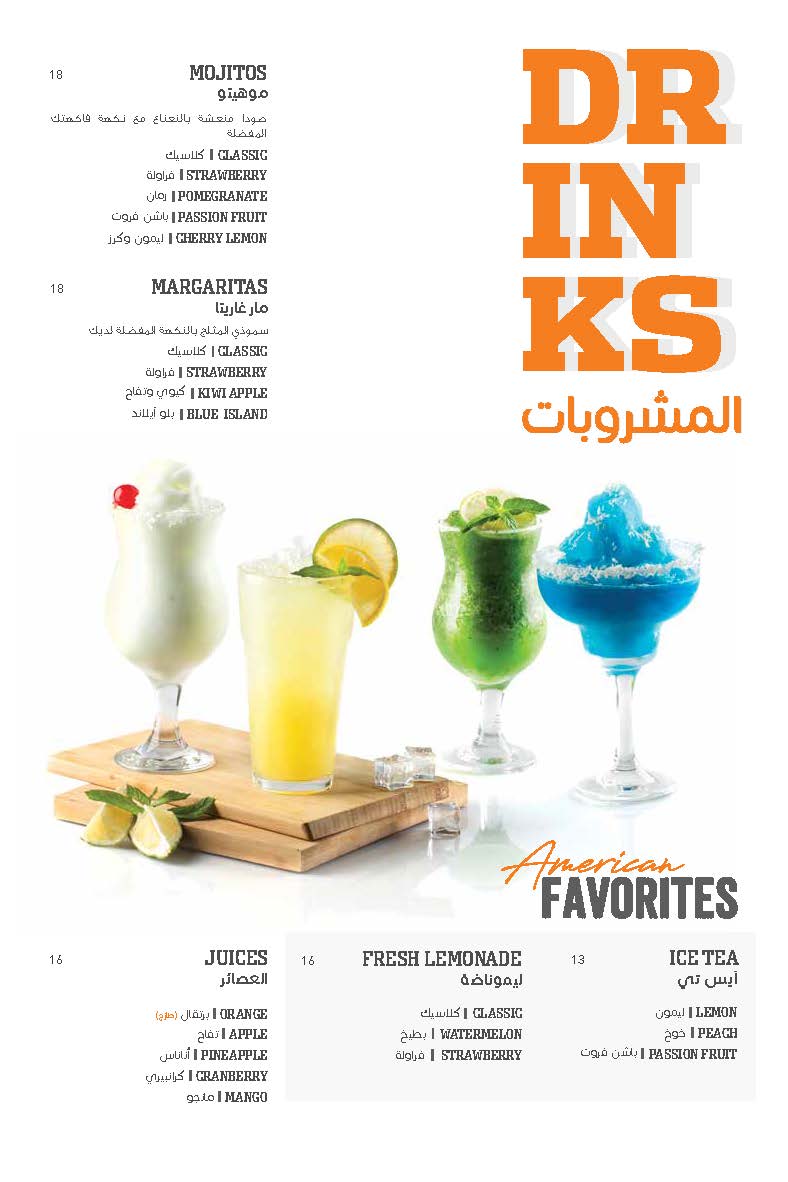 DR
IN
KS
المشروبات
MOJITOS 18
موهيتو
صودا منعشة بالنعناع مع نكهة فاكهتك
المفضلة
CLASSIC | كلاسيك
STRAWBERRY | فراولة
POMEGRANATE | رمان
PASSION FRUIT | باشن فروت
CHERRY LEMON | ليمون وكرز
MARGARITAS 18
مارغاريتا
سموذي المثلج بالنكهة المفضلة لديك
CLASSIC | كلاسيك
STRAWBERRY | فراولة
KIWI APPLE | كيوي وتفاح
BLUE ISLAND | بلو آيلاند
American
FAVORITES
JUICES 16
العصائر
ORANGE | برتقال (طازج)
APPLE | تفاح
PINEAPPLE | أناناس
CRANBERRY | كرانبيري
MANGO | مانجو
FRESH LEMONADE 16
ليموناضة
CLASSIC | كلاسيك
WATERMELON | بطيخ
STRAWBERRY | فراولة
ICE TEA 13
آيس تي
LEMON | ليمون
PEACH | خوخ
PASSION FRUIT | باشن فروت